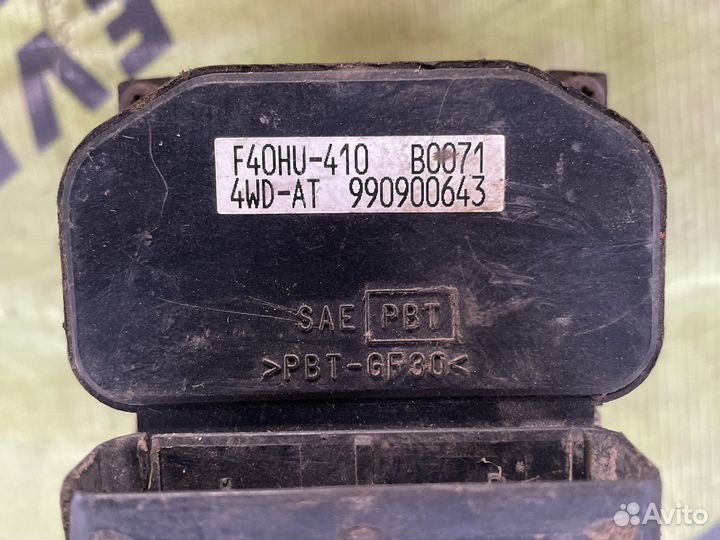 F40HU-410 B0071
4WD-AT 990900643
SAE PBT
>PBT-GF30<
Avito